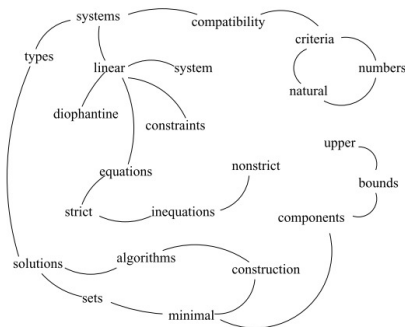 systems
compatibility
criteria
types
linear
system
numbers
natural
diophantine
constraints
upper
equations
nonstrict
bounds
strict
inequations
components
solutions
algorithms
construction
sets
minimal